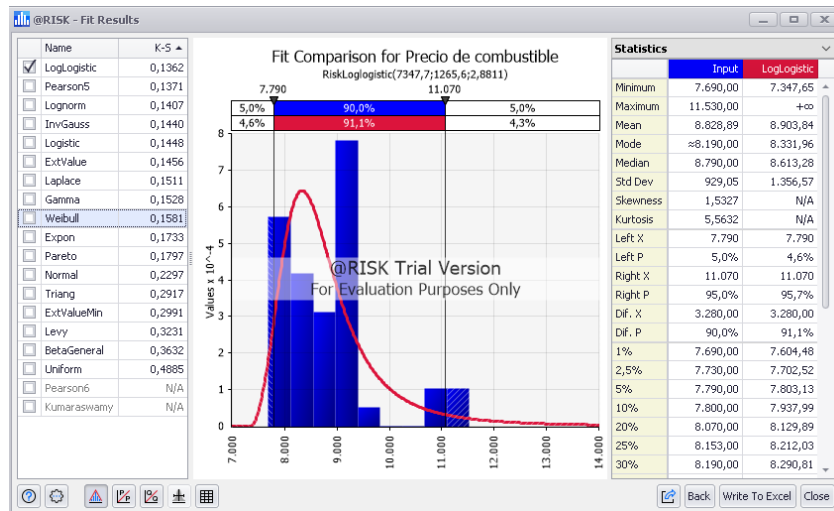 @RISK - Fit Results
Name K-S
LogLogistic 0,1362
Pearson5 0,1371
Lognorm 0,1407
InvGauss 0,1440
Logistic 0,1448
ExtValue 0,1456
Laplace 0,1511
Gamma 0,1528
Weibull 0,1581
Expon 0,1733
Pareto 0,1797
Normal 0,2297
Triang 0,2917
ExtValueMin 0,2991
Levy 0,3231
BetaGeneral 0,3632
Uniform 0,4885
Pearson6 N/A
Kumaraswamy N/A
Fit Comparison for Precio de combustible
RiskLoglogistic(7347,7;1265,6;2,8811)
7.790 11.070
5,0% 90,0% 5,0%
4,6% 91,1% 4,3%
8
7
6
5
4
3
2
1
0
Values x 10^-4
@RISK Trial Version
For Evaluation Purposes Only
7.000 8.000 9.000 10.000 11.000 12.000 13.000 14.000
Statistics
Input LogLogistic
Minimum 7.690,00 7.347,65
Maximum 11.530,00 +∞
Mean 8.828,89 8.903,84
Mode ≈8.190,00 8.331,96
Median 8.790,00 8.613,28
Std Dev 929,05 1.356,57
Skewness 1,5327 N/A
Kurtosis 5,5632 N/A
Left X 7.790 7.790
Left P 5,0% 4,6%
Right X 11.070 11.070
Right P 95,0% 95,7%
Dif. X 3.280,00 3.280,00
Dif. P 90,0% 91,1%
1% 7.690,00 7.604,48
2,5% 7.730,00 7.702,52
5% 7.790,00 7.803,13
10% 7.800,00 7.937,99
20% 8.070,00 8.129,89
25% 8.153,00 8.212,03
30% 8.190,00 8.290,81
Back Write To Excel Close